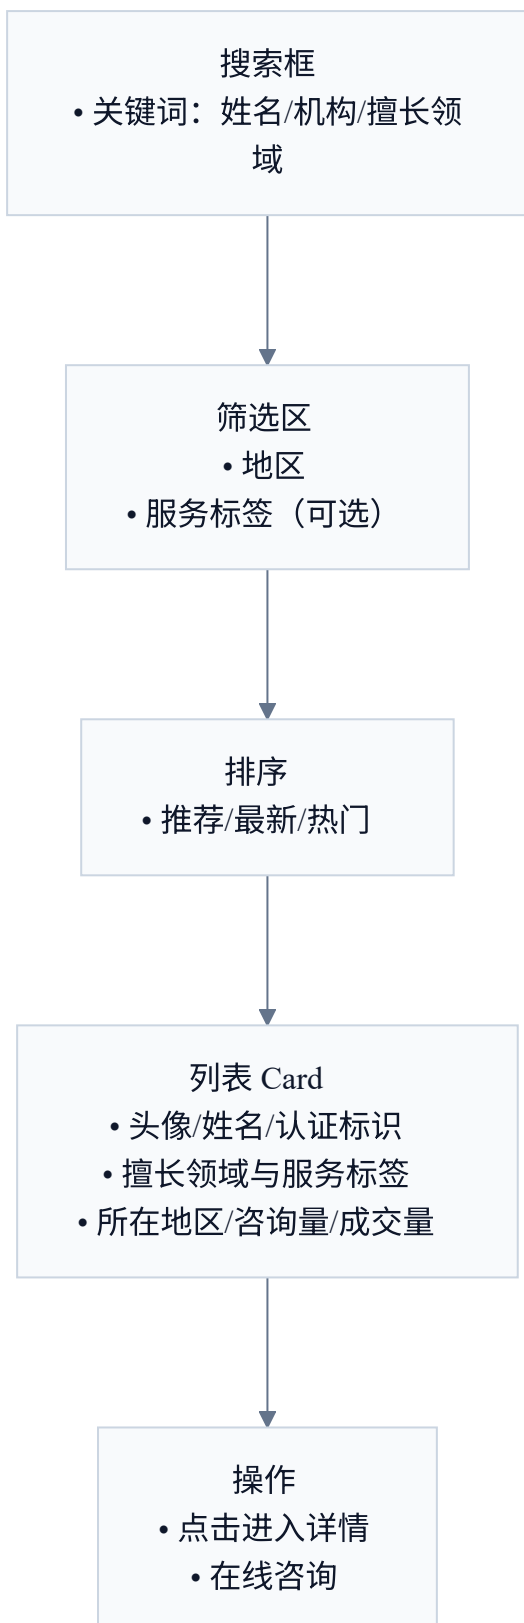 搜索框
• 关键词：姓名/机构/擅长领
域
筛选区
• 地区
• 服务标签（可选）
排序
• 推荐/最新/热门
列表 Card
• 头像/姓名/认证标识
• 擅长领域与服务标签
• 所在地区/咨询量/成交量
操作
• 点击进入详情
• 在线咨询